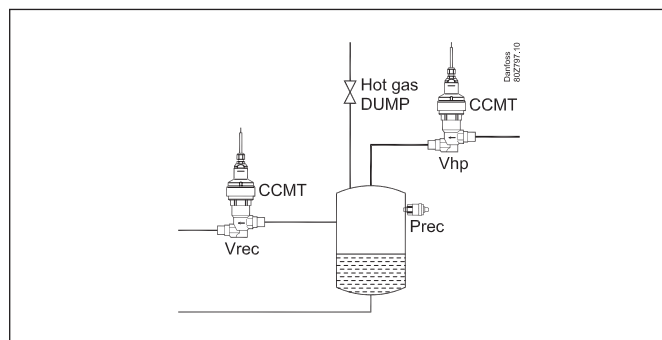 Danfoss
80Z797.10
Hot gas
DUMP
CCMT
Vhp
CCMT
Prec
Vrec